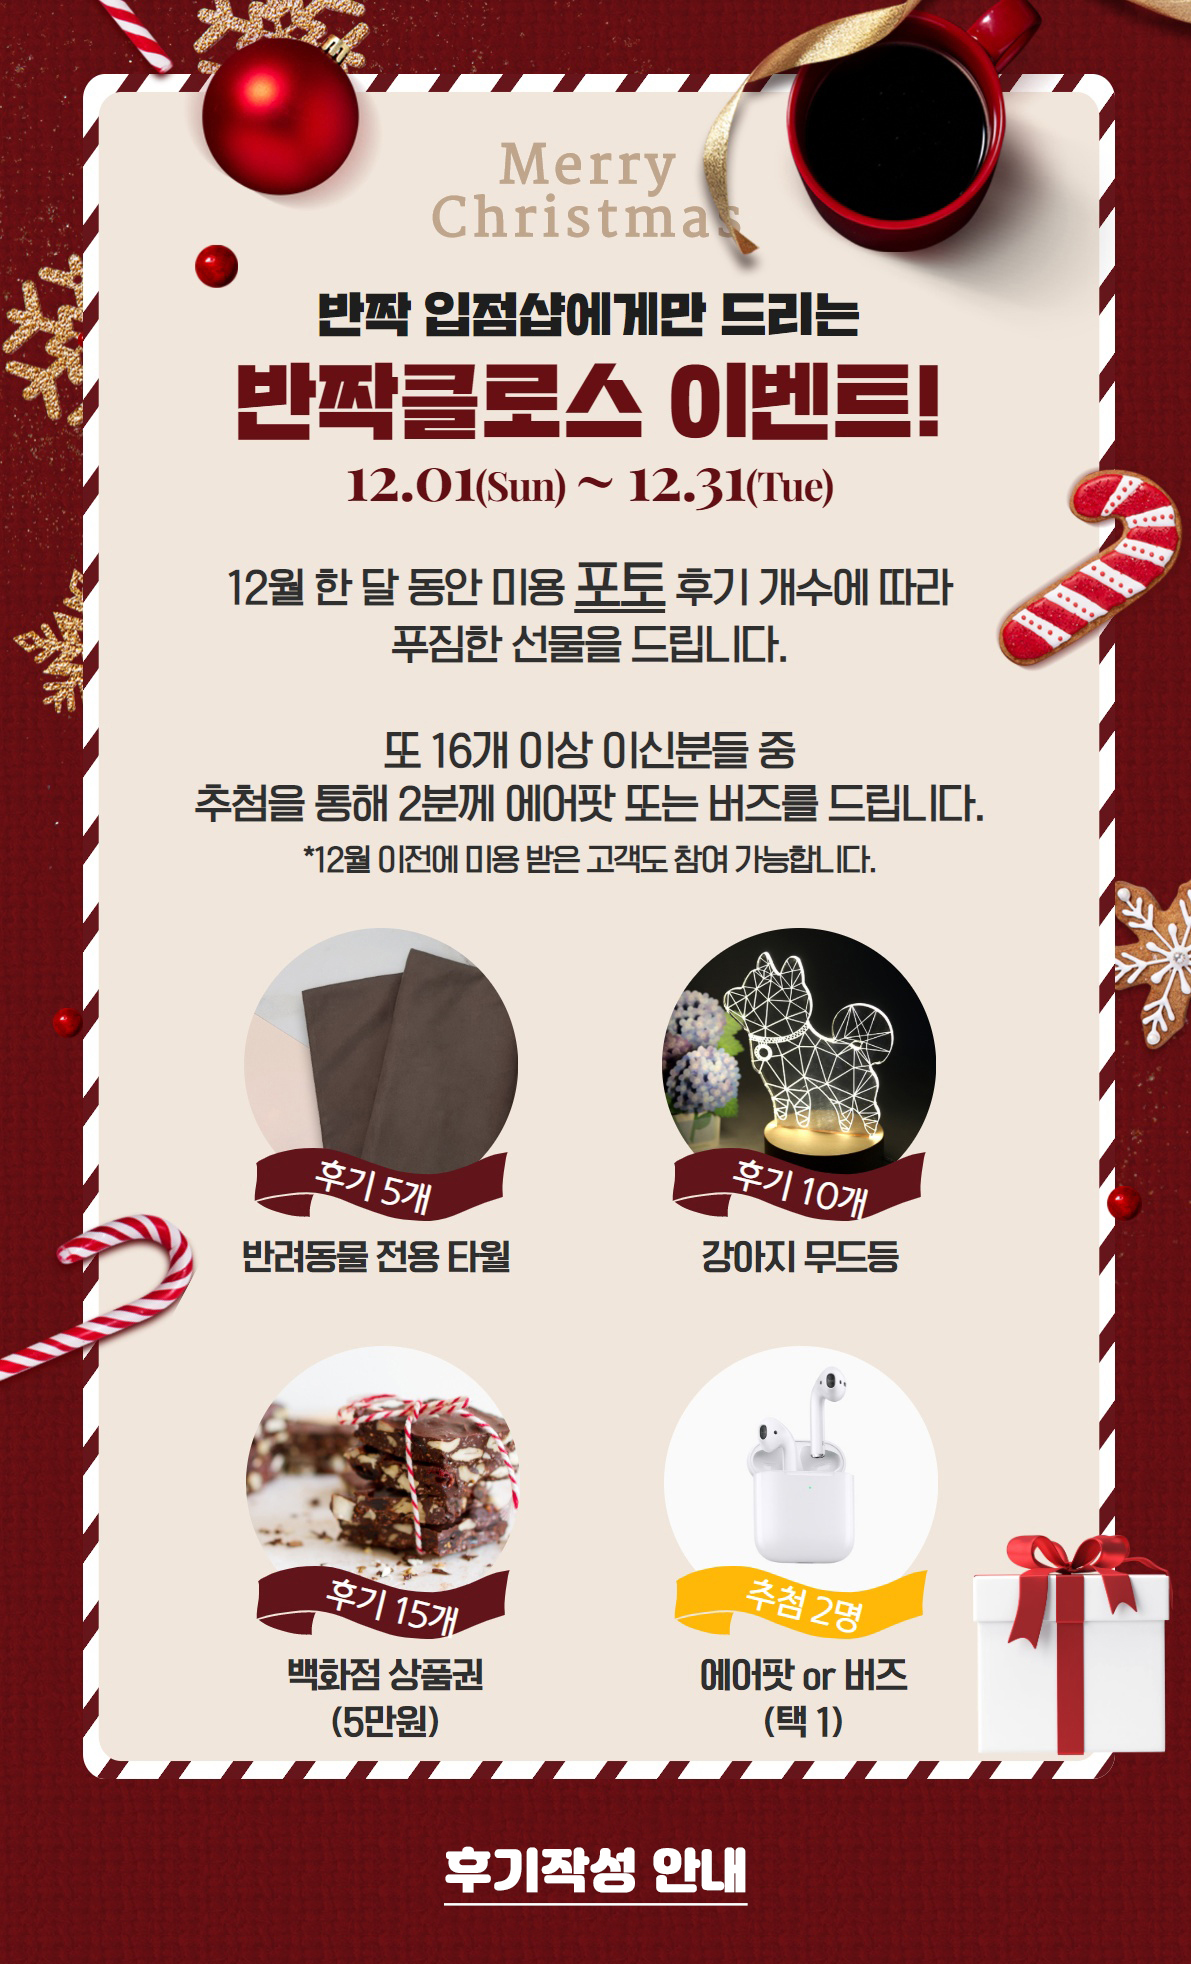 Merry
Christmas
반짝 입점샵에게만 드리는
반짝클로스 이벤트!
12.01(Sun) ~ 12.31(Tue)
12월 한 달 동안 미용 포토 후기 개수에 따라
푸짐한 선물을 드립니다.
또 16개 이상 이신분들 중
추첨을 통해 2분께 에어팟 또는 버즈를 드립니다.
*12월 이전에 미용 받은 고객도 참여 가능합니다.
후기 5개
후기 10개
반려동물 전용 타월
강아지 무드등
후기 15개
추첨 2명
백화점 상품권
(5만원)
에어팟 or 버즈
(택 1)
후기작성 안내